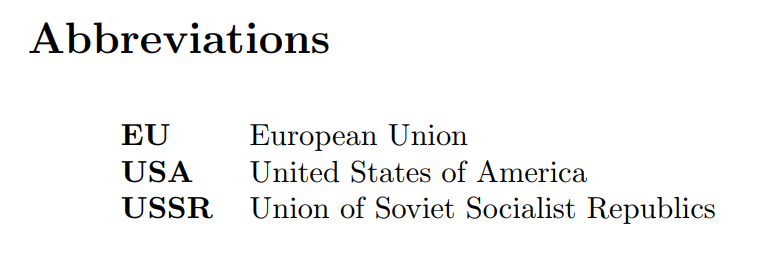 Abbreviations
EU European Union
USA United States of America
USSR Union of Soviet Socialist Republics